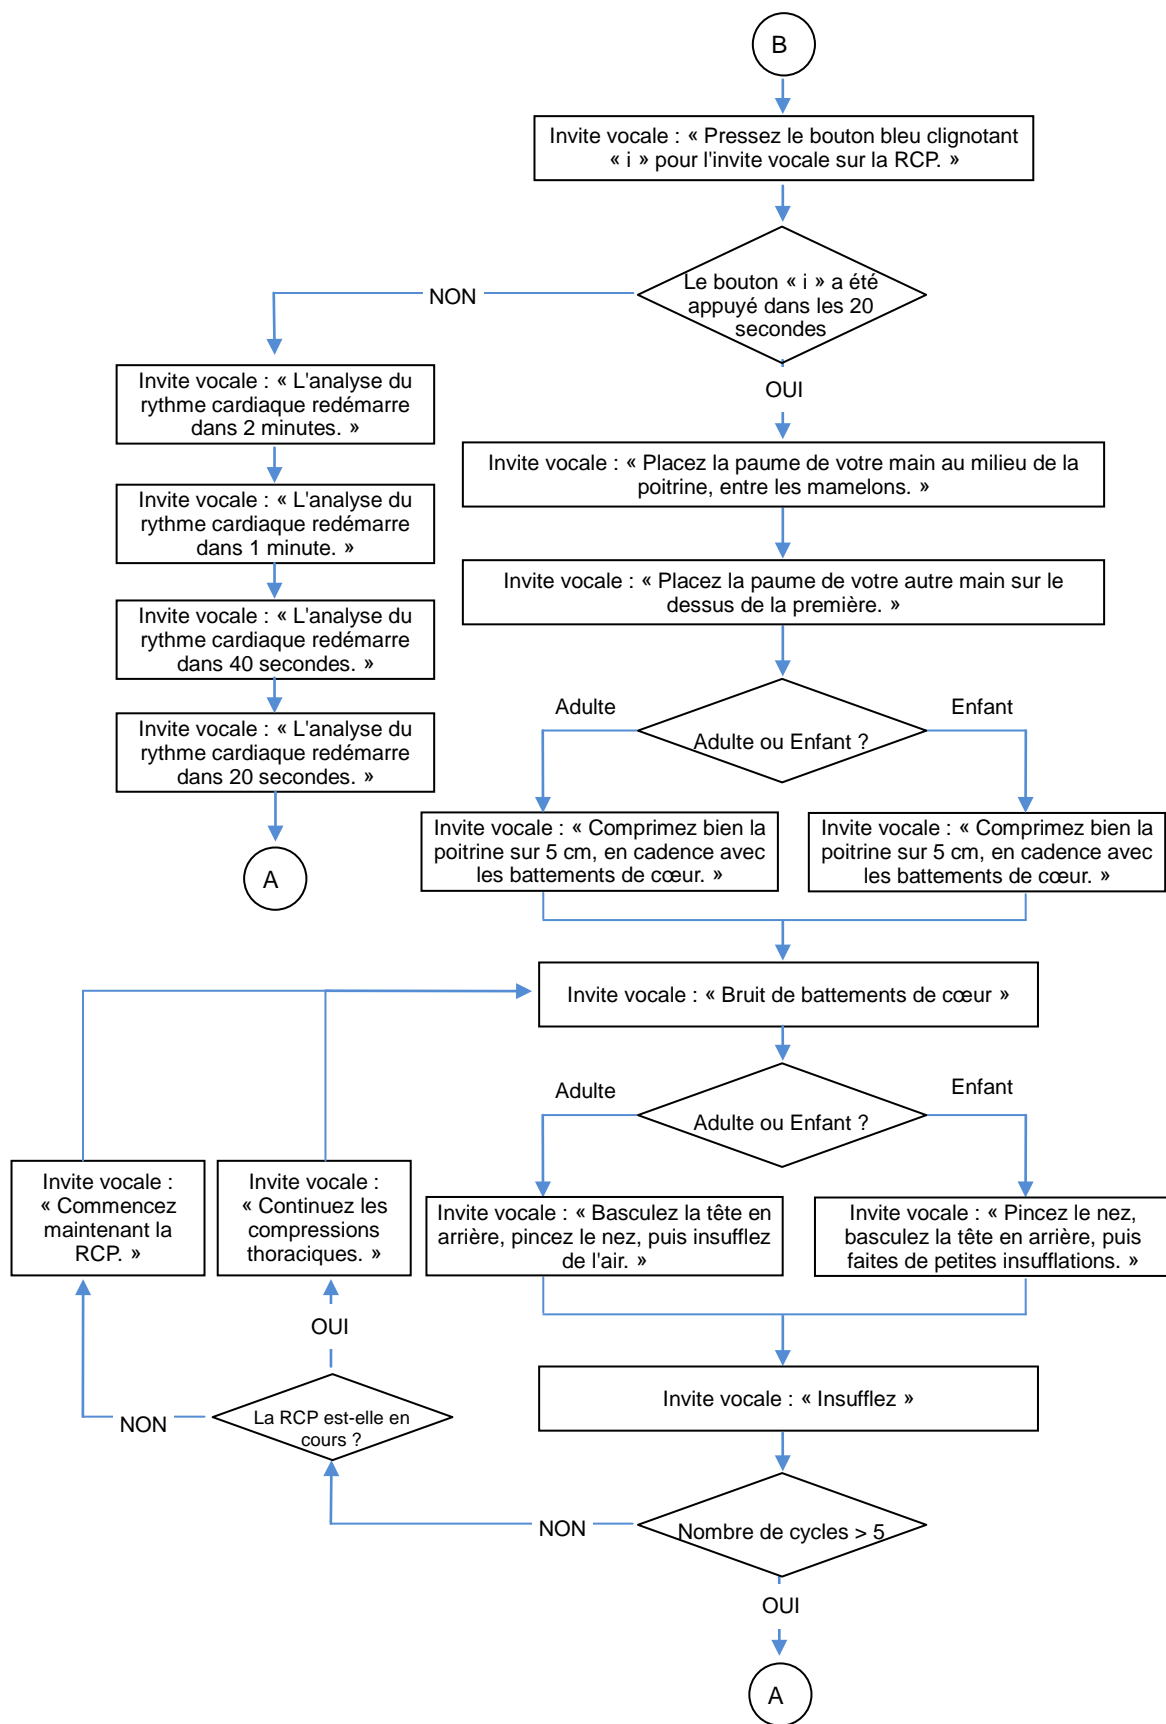 B
Invite vocale : « Pressez le bouton bleu clignotant
« i » pour l'invite vocale sur la RCP. »
Le bouton « i » a été
appuyé dans les 20
secondes
NON
OUI
Invite vocale : « L'analyse du
rythme cardiaque redémarre
dans 2 minutes. »
Invite vocale : « L'analyse du
rythme cardiaque redémarre
dans 1 minute. »
Invite vocale : « L'analyse du
rythme cardiaque redémarre
dans 40 secondes. »
Invite vocale : « L'analyse du
rythme cardiaque redémarre
dans 20 secondes. »
A
Invite vocale : « Placez la paume de votre main au milieu de la
poitrine, entre les mamelons. »
Invite vocale : « Placez la paume de votre autre main sur le
dessus de la première. »
Adulte
Adulte ou Enfant ?
Enfant
Invite vocale : « Comprimez bien la
poitrine sur 5 cm, en cadence avec
les battements de cœur. »
Invite vocale : « Comprimez bien la
poitrine sur 5 cm, en cadence avec
les battements de cœur. »
Invite vocale : « Bruit de battements de cœur »
Adulte
Adulte ou Enfant ?
Enfant
Invite vocale :
« Commencez
maintenant la
RCP. »
Invite vocale :
« Continuez les
compressions
thoraciques. »
Invite vocale : « Basculez la tête en
arrière, pincez le nez, puis insufflez
de l'air. »
Invite vocale : « Pincez le nez,
basculez la tête en arrière, puis
faites de petites insufflations. »
OUI
Invite vocale : « Insufflez »
NON
La RCP est-elle en
cours ?
NON
Nombre de cycles > 5
OUI
A